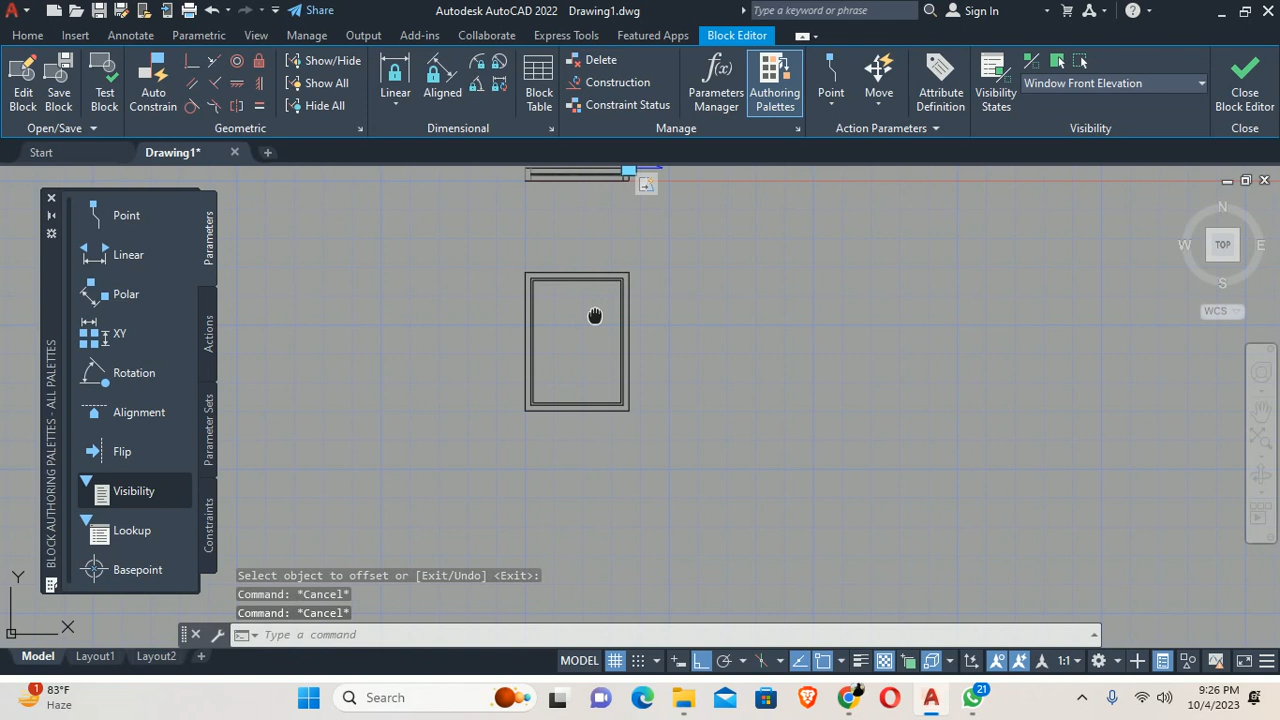 Share
Autodesk AutoCAD 2022 Drawing1.dwg
Type a keyword or phrase
Sign In
Home Insert Annotate Parametric View Manage Output Add-ins Collaborate Express Tools Featured Apps Block Editor
Edit Block
Save Block
Test Block
Open/Save
Auto Constrain
Show/Hide
Show All
Hide All
Geometric
Linear
Aligned
Dimensional
Block Table
Delete
Construction
Constraint Status
Parameters Manager
Authoring Palettes
Manage
Point
Move
Attribute Definition
Action Parameters
Visibility States
Window Front Elevation
Visibility
Close Block Editor
Close
Start
Drawing1*
BLOCK AUTHORING PALETTES - ALL PALETTES
Point
Linear
Polar
XY
Rotation
Alignment
Flip
Visibility
Lookup
Basepoint
Parameters
Actions
Parameter Sets
Constraints
N
W TOP E
S
WCS
Y
X
Select object to offset or [Exit/Undo] <Exit>:
Command: *Cancel*
Command: *Cancel*
Type a command
Model Layout1 Layout2
MODEL
1:1
1
83°F
Haze
Search
21
9:26 PM
10/4/2023